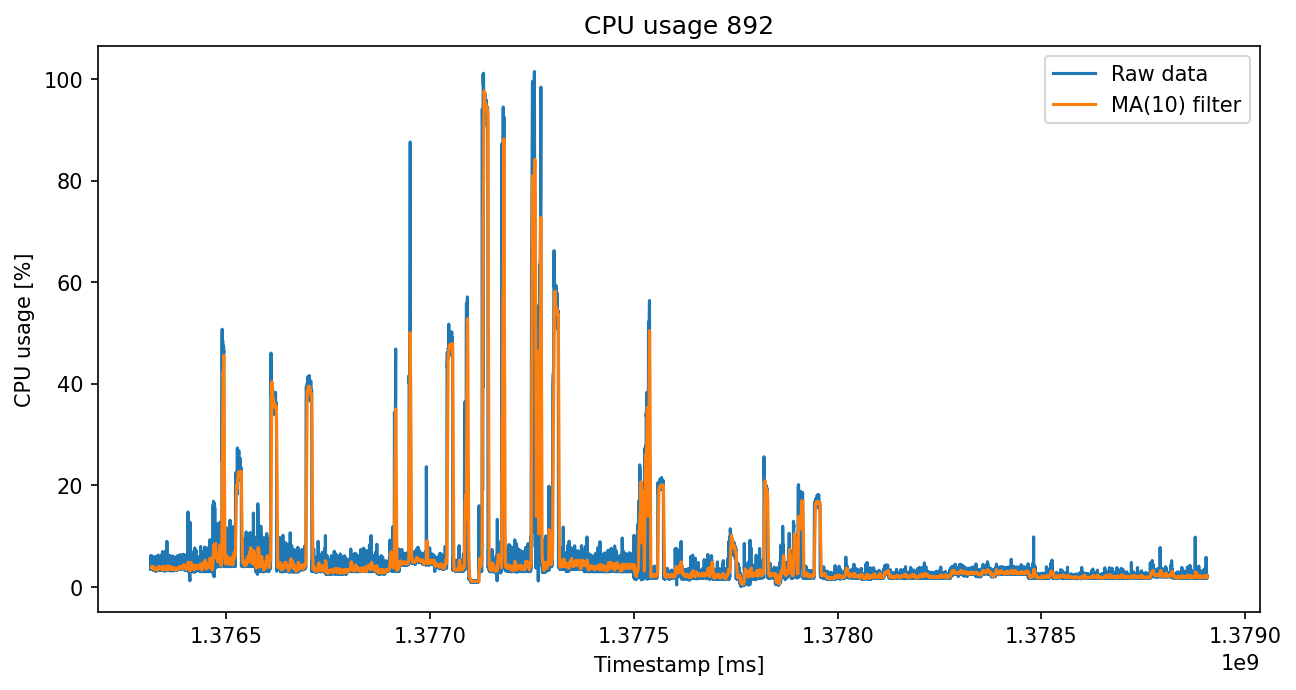 CPU usage 892
Raw data
MA(10) filter
CPU usage [%]
100
80
60
40
20
0
1.3765 1.3770 1.3775 1.3780 1.3785 1.3790
1e9
Timestamp [ms]